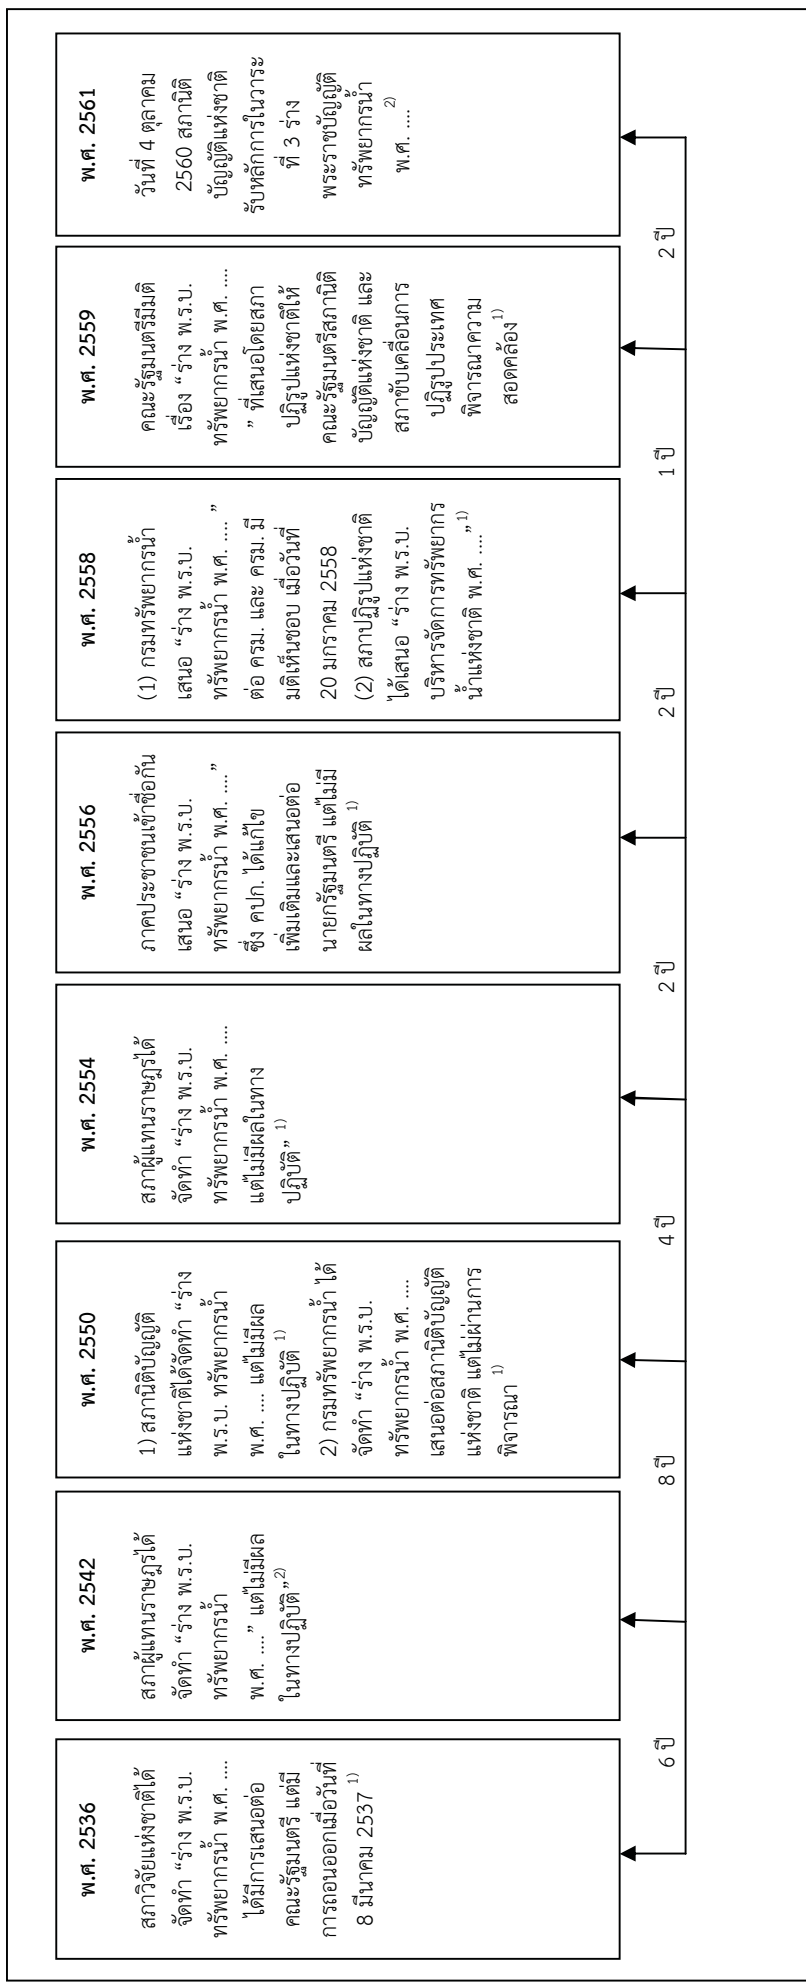 พ.ศ. 2536
สภาวิจัยแห่งชาติได้
จัดทำ “ร่าง พ.ร.บ.
ทรัพยากรน้ำ พ.ศ. ....
ได้มีการเสนอต่อ
คณะรัฐมนตรี แต่มี
การถอนออกเมื่อวันที่
8 มีนาคม 2537 1)
พ.ศ. 2542
สภาผู้แทนราษฎรได้
จัดทำ “ร่าง พ.ร.บ.
ทรัพยากรน้ำ
พ.ศ. ....” แต่ไม่มีผล
ในทางปฏิบัติ”2)
พ.ศ. 2550
1) สภานิติบัญญัติ
แห่งชาติได้จัดทำ “ร่าง
พ.ร.บ. ทรัพยากรน้ำ
พ.ศ. .... แต่ไม่มีผล
ในทางปฏิบัติ 1)
2) กรมทรัพยากรน้ำ ได้
จัดทำ “ร่าง พ.ร.บ.
ทรัพยากรน้ำ พ.ศ. ....
เสนอต่อสภานิติบัญญัติ
แห่งชาติ แต่ไม่ผ่านการ
พิจารณา 1)
พ.ศ. 2554
สภาผู้แทนราษฎรได้
จัดทำ “ร่าง พ.ร.บ.
ทรัพยากรน้ำ พ.ศ. ....
แต่ไม่มีผลในทาง
ปฏิบัติ” 1)
พ.ศ. 2556
ภาคประชาชนเข้าชื่อกัน
เสนอ “ร่าง พ.ร.บ.
ทรัพยากรน้ำ พ.ศ. ....”
ซึ่ง คปก. ได้แก้ไข
เพิ่มเติมและเสนอต่อ
นายกรัฐมนตรี แต่ไม่มี
ผลในทางปฏิบัติ 1)
พ.ศ. 2558
(1) กรมทรัพยากรน้ำ
เสนอ “ร่าง พ.ร.บ.
ทรัพยากรน้ำ พ.ศ. .... ”
ต่อ ครม. และ ครม. มี
มติเห็นชอบ เมื่อวันที่
20 มกราคม 2558
(2) สภาปฏิรูปแห่งชาติ
ได้เสนอ “ร่าง พ.ร.บ.
บริหารจัดการทรัพยากร
น้ำแห่งชาติ พ.ศ. ....”1)
พ.ศ. 2559
คณะรัฐมนตรีมีมติ
เรื่อง “ร่าง พ.ร.บ.
ทรัพยากรน้ำ พ.ศ. ....
” ที่เสนอโดยสภา
ปฏิรูปแห่งชาติให้
คณะรัฐมนตรีสภานิติ
บัญญัติแห่งชาติ และ
สภาขับเคลื่อนการ
ปฏิรูปประเทศ
พิจารณาความ
สอดคล้อง1)
พ.ศ. 2561
วันที่ 4 ตุลาคม
2560 สภานิติ
บัญญัติแห่งชาติ
รับหลักการในวาระ
ที่ 3 ร่าง
พระราชบัญญัติ
ทรัพยากรน้ำ
พ.ศ. .... 2)
6 ปี
8 ปี
4 ปี
2 ปี
2 ปี
1 ปี
2 ปี